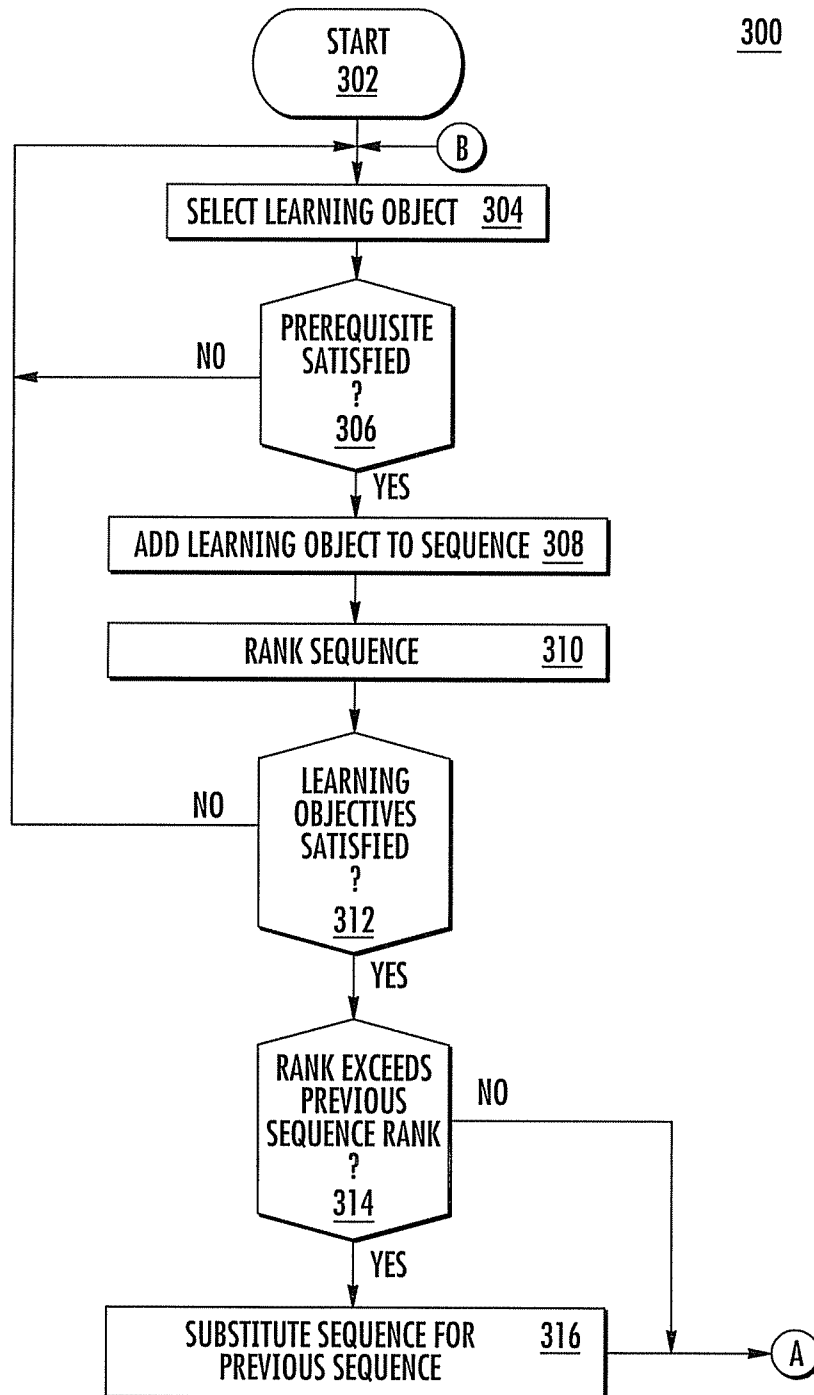 300
START
302
B
SELECT LEARNING OBJECT 304
PREREQUISITE
SATISFIED
?
306
NO
YES
ADD LEARNING OBJECT TO SEQUENCE 308
RANK SEQUENCE 310
LEARNING
OBJECTIVES
SATISFIED
?
312
NO
YES
RANK EXCEEDS
PREVIOUS
SEQUENCE RANK
?
314
NO
YES
SUBSTITUTE SEQUENCE FOR 316
PREVIOUS SEQUENCE
A